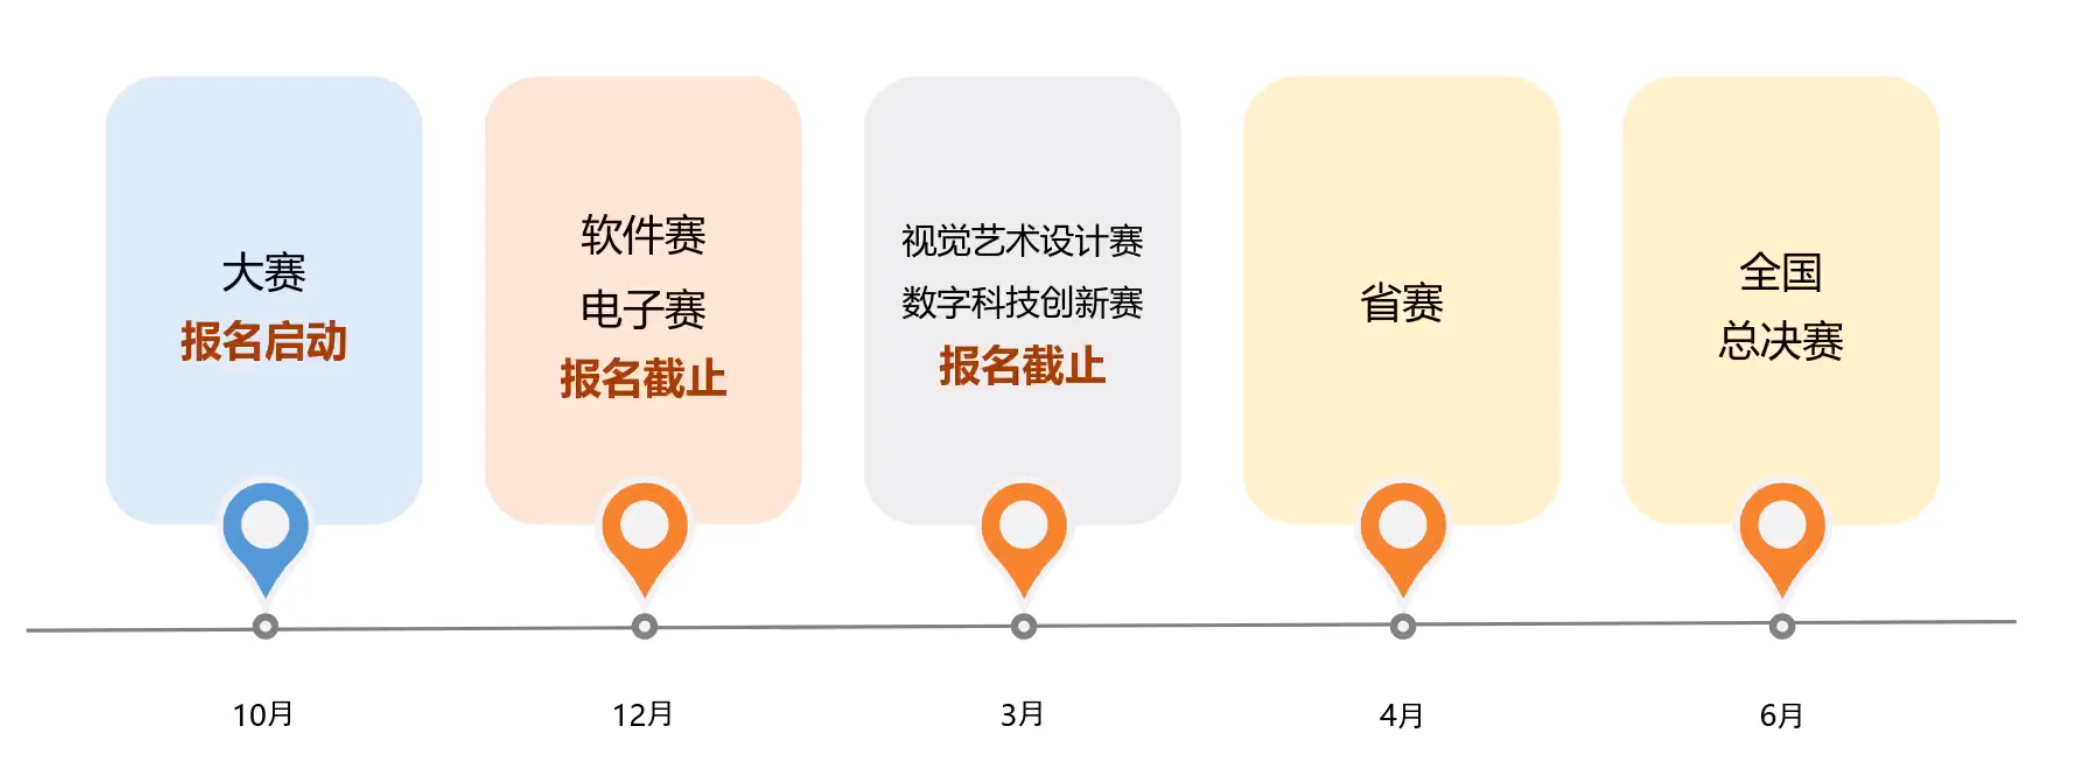 大赛
报名启动
软件赛
电子赛
报名截止
视觉艺术设计赛
数字科技创新赛
报名截止
省赛
全国
总决赛
10月
12月
3月
4月
6月